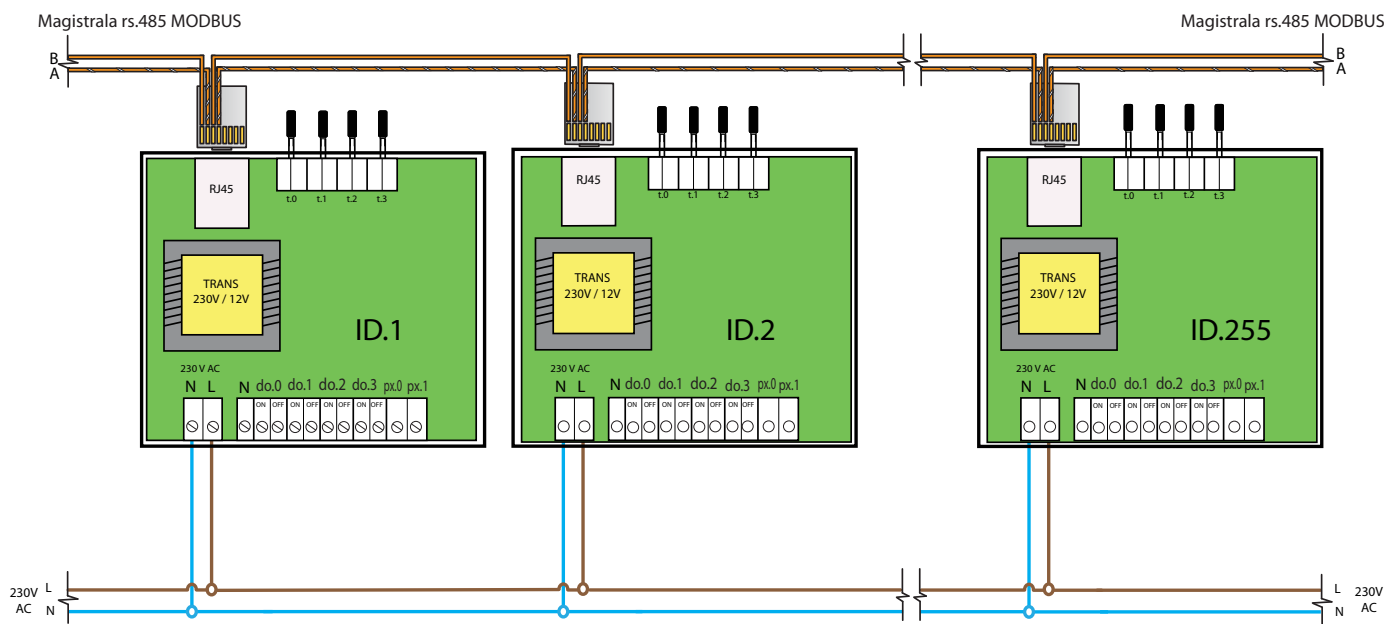 Magistrala rs.485 MODBUS
Magistrala rs.485 MODBUS
B
A
B
A
RJ45
t.0 t.1 t.2 t.3
TRANS
230V / 12V
ID.1
230 V AC
N L
N do.0 do.1 do.2 do.3 px.0 px.1
ON OFF ON OFF ON OFF ON OFF
RJ45
t.0 t.1 t.2 t.3
TRANS
230V / 12V
ID.2
230 V AC
N L
N do.0 do.1 do.2 do.3 px.0 px.1
ON OFF ON OFF ON OFF ON OFF
RJ45
t.0 t.1 t.2 t.3
TRANS
230V / 12V
ID.255
230 V AC
N L
N do.0 do.1 do.2 do.3 px.0 px.1
ON OFF ON OFF ON OFF ON OFF
230V
AC
L
N
L
N
230V
AC